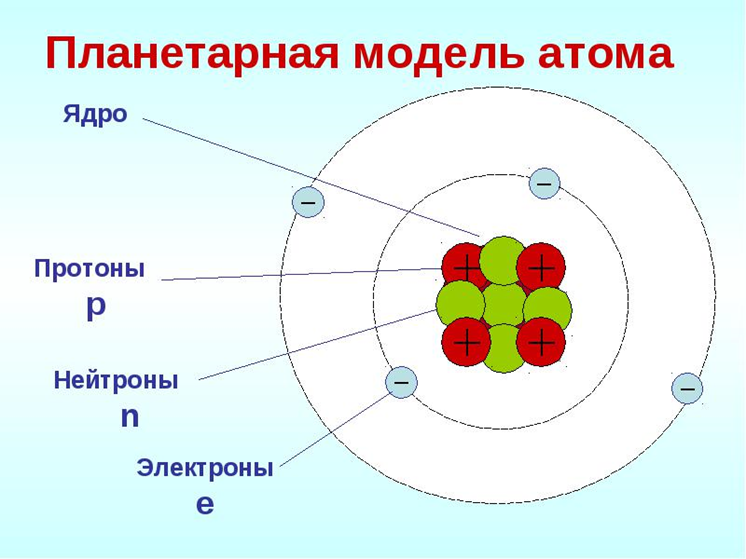 Планетарная модель атома
Ядро
Протоны
p
Нейтроны
n
Электроны
e
–
–
+
+
+
+
–
–